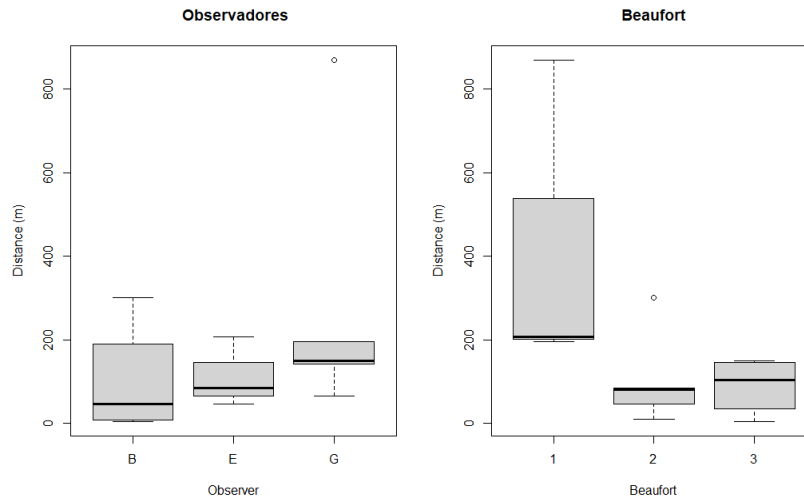 Observadores
Distance (m)
0
200
400
600
800
B
E
G
Observer
Beaufort
Distance (m)
0
200
400
600
800
1
2
3
Beaufort